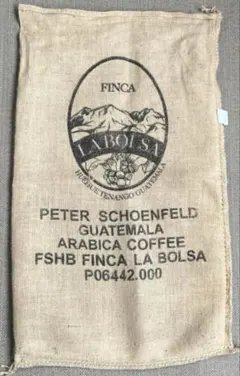 FINCA
LA BOLSA
HUEHUETENANGO GUATEMALA
PETER SCHOENFELD
GUATEMALA
ARABICA COFFEE
FSHB FINCA LA BOLSA
P06442.000